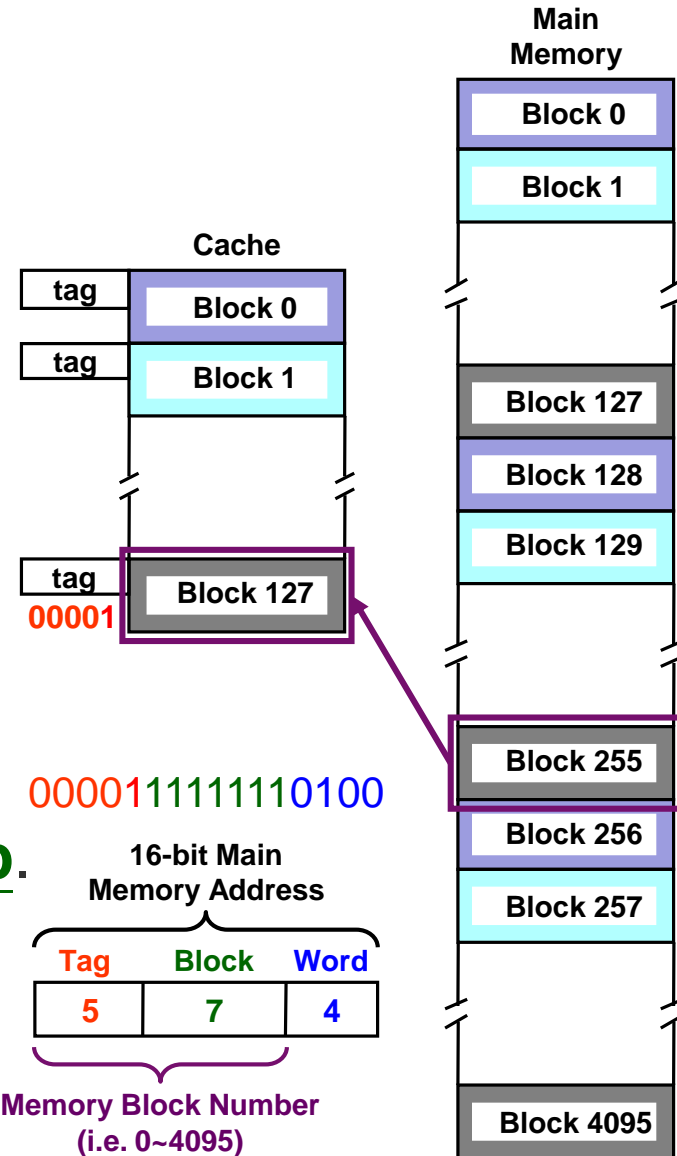 Main
Memory
Block 0
Block 1
Cache
tag
Block 0
tag
Block 1
Block 127
Block 128
Block 129
tag
Block 127
00001
Block 255
0000111111110100
Block 256
16-bit Main
Memory Address
Block 257
Tag Block Word
5 7 4
Memory Block Number
(i.e. 0~4095)
Block 4095